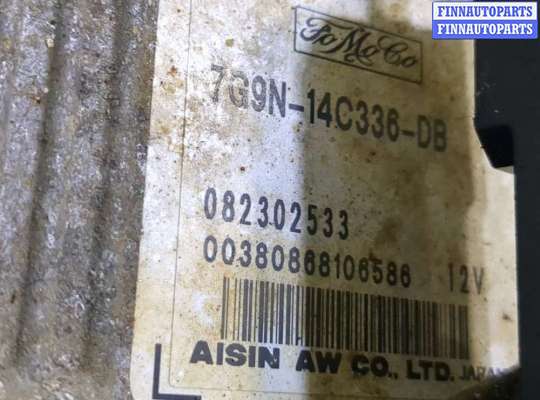 FINNAUTOPARTS
FINNAUTOPARTS
FoMoCo
7G9N-14C336-DB
082302533
00380868106586 12V
AISIN AW CO., LTD. JAPAN
L